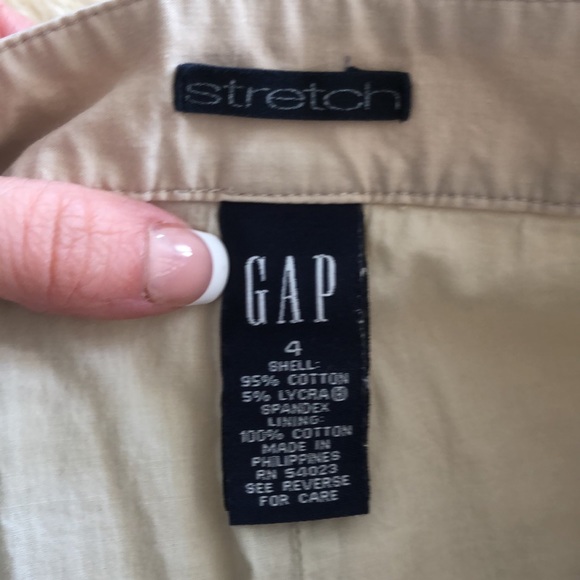 stretch
GAP
4
SHELL:
95% COTTON
5% LYCRA®
SPANDEX
LINING:
100% COTTON
MADE IN
PHILIPPINES
RN 54023
SEE REVERSE
FOR CARE